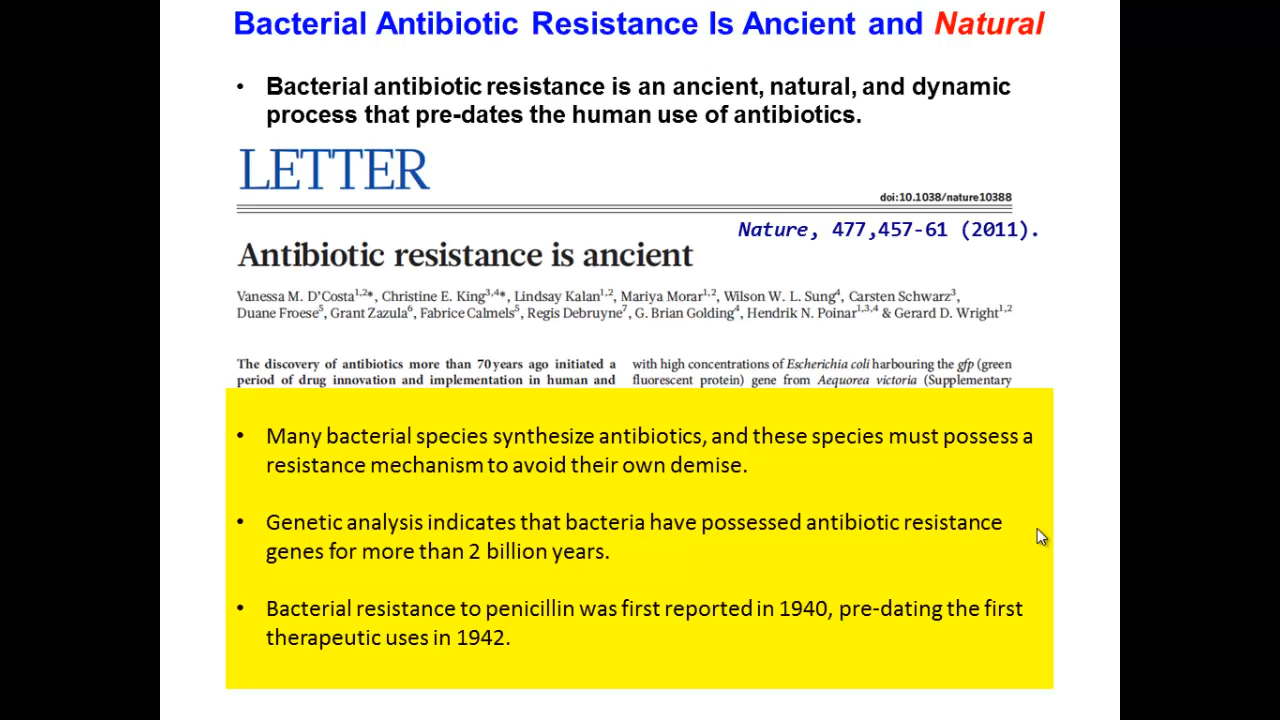 Bacterial Antibiotic Resistance Is Ancient and Natural
• Bacterial antibiotic resistance is an ancient, natural, and dynamic
process that pre-dates the human use of antibiotics.
LETTER
doi:10.1038/nature10388
Nature, 477,457-61 (2011).
Antibiotic resistance is ancient
Vanessa M. D'Costa1,2*, Christine E. King3,4*, Lindsay Kalan1,2, Mariya Morar1,2, Wilson W. L. Sung4, Carsten Schwarz3,
Duane Froese5, Grant Zazula6, Fabrice Calmels5, Regis Debruyne7, G. Brian Golding4, Hendrik N. Poinar1,3,4 & Gerard D. Wright1,2
The discovery of antibiotics more than 70 years ago initiated a
period of drug innovation and implementation in human and
with high concentrations of Escherichia coli harbouring the gfp (green
fluorescent protein) gene from Aequorea victoria (Supplementary
• Many bacterial species synthesize antibiotics, and these species must possess a
resistance mechanism to avoid their own demise.
• Genetic analysis indicates that bacteria have possessed antibiotic resistance
genes for more than 2 billion years.
• Bacterial resistance to penicillin was first reported in 1940, pre-dating the first
therapeutic uses in 1942.